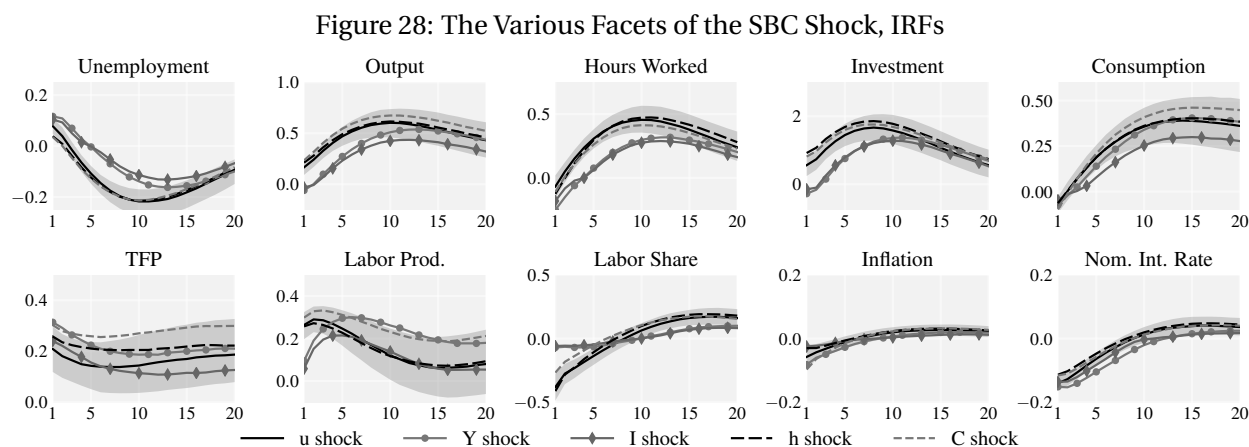 Figure 28: The Various Facets of the SBC Shock, IRFs
Unemployment Output Hours Worked Investment Consumption
0.2 1.0 0.5 2 0.50
0.0 0.5 0.0 0 0.25
−0.2 0.0 0.00
1 5 10 15 20 1 5 10 15 20 1 5 10 15 20 1 5 10 15 20 1 5 10 15 20
TFP Labor Prod. Labor Share Inflation Nom. Int. Rate
0.4 0.4 0.5 0.2 0.2
0.2 0.2 0.0 0.0 0.0
0.0 0.0 −0.5 −0.2 −0.2
1 5 10 15 20 1 5 10 15 20 1 5 10 15 20 1 5 10 15 20 1 5 10 15 20
u shock Y shock I shock h shock C shock